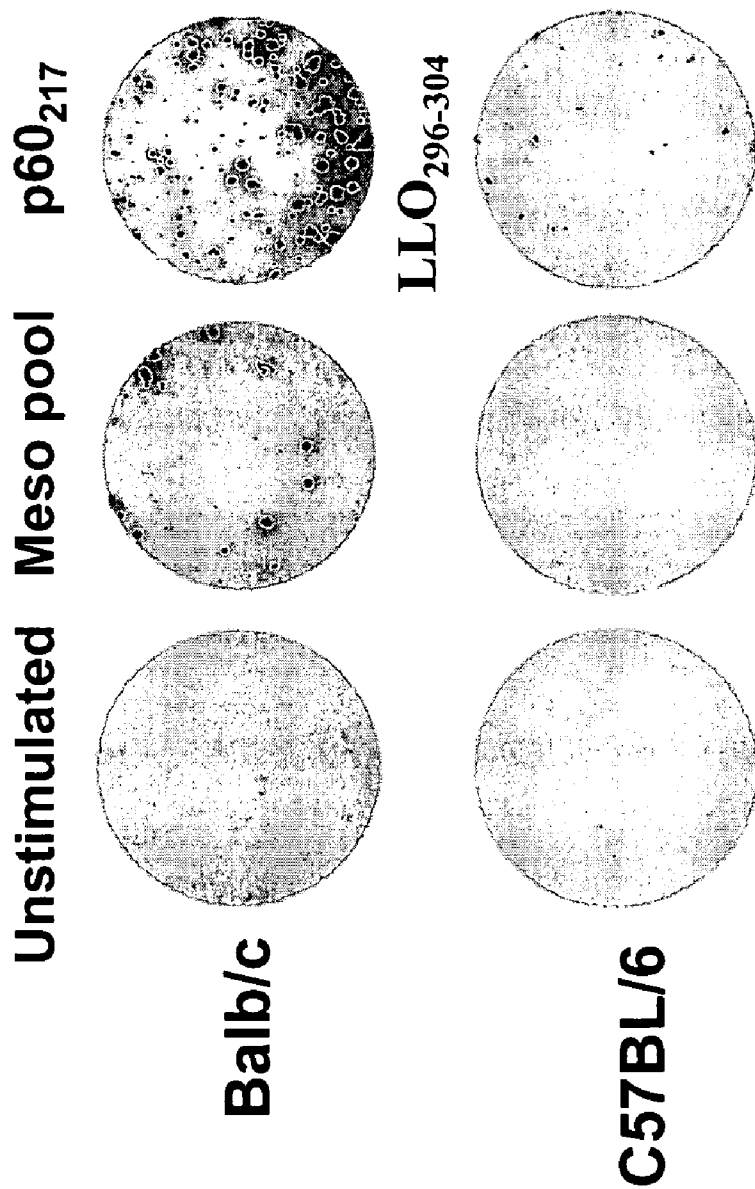 Unstimulated Meso pool p60₂₁₇
Balb/c
LLO₂₉₆₋₃₀₄
C57BL/6